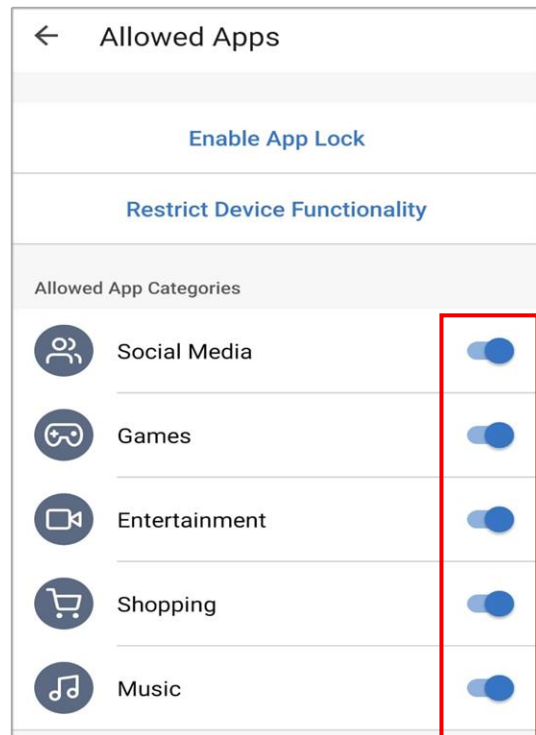 Allowed Apps
Enable App Lock
Restrict Device Functionality
Allowed App Categories
Social Media
Games
Entertainment
Shopping
Music